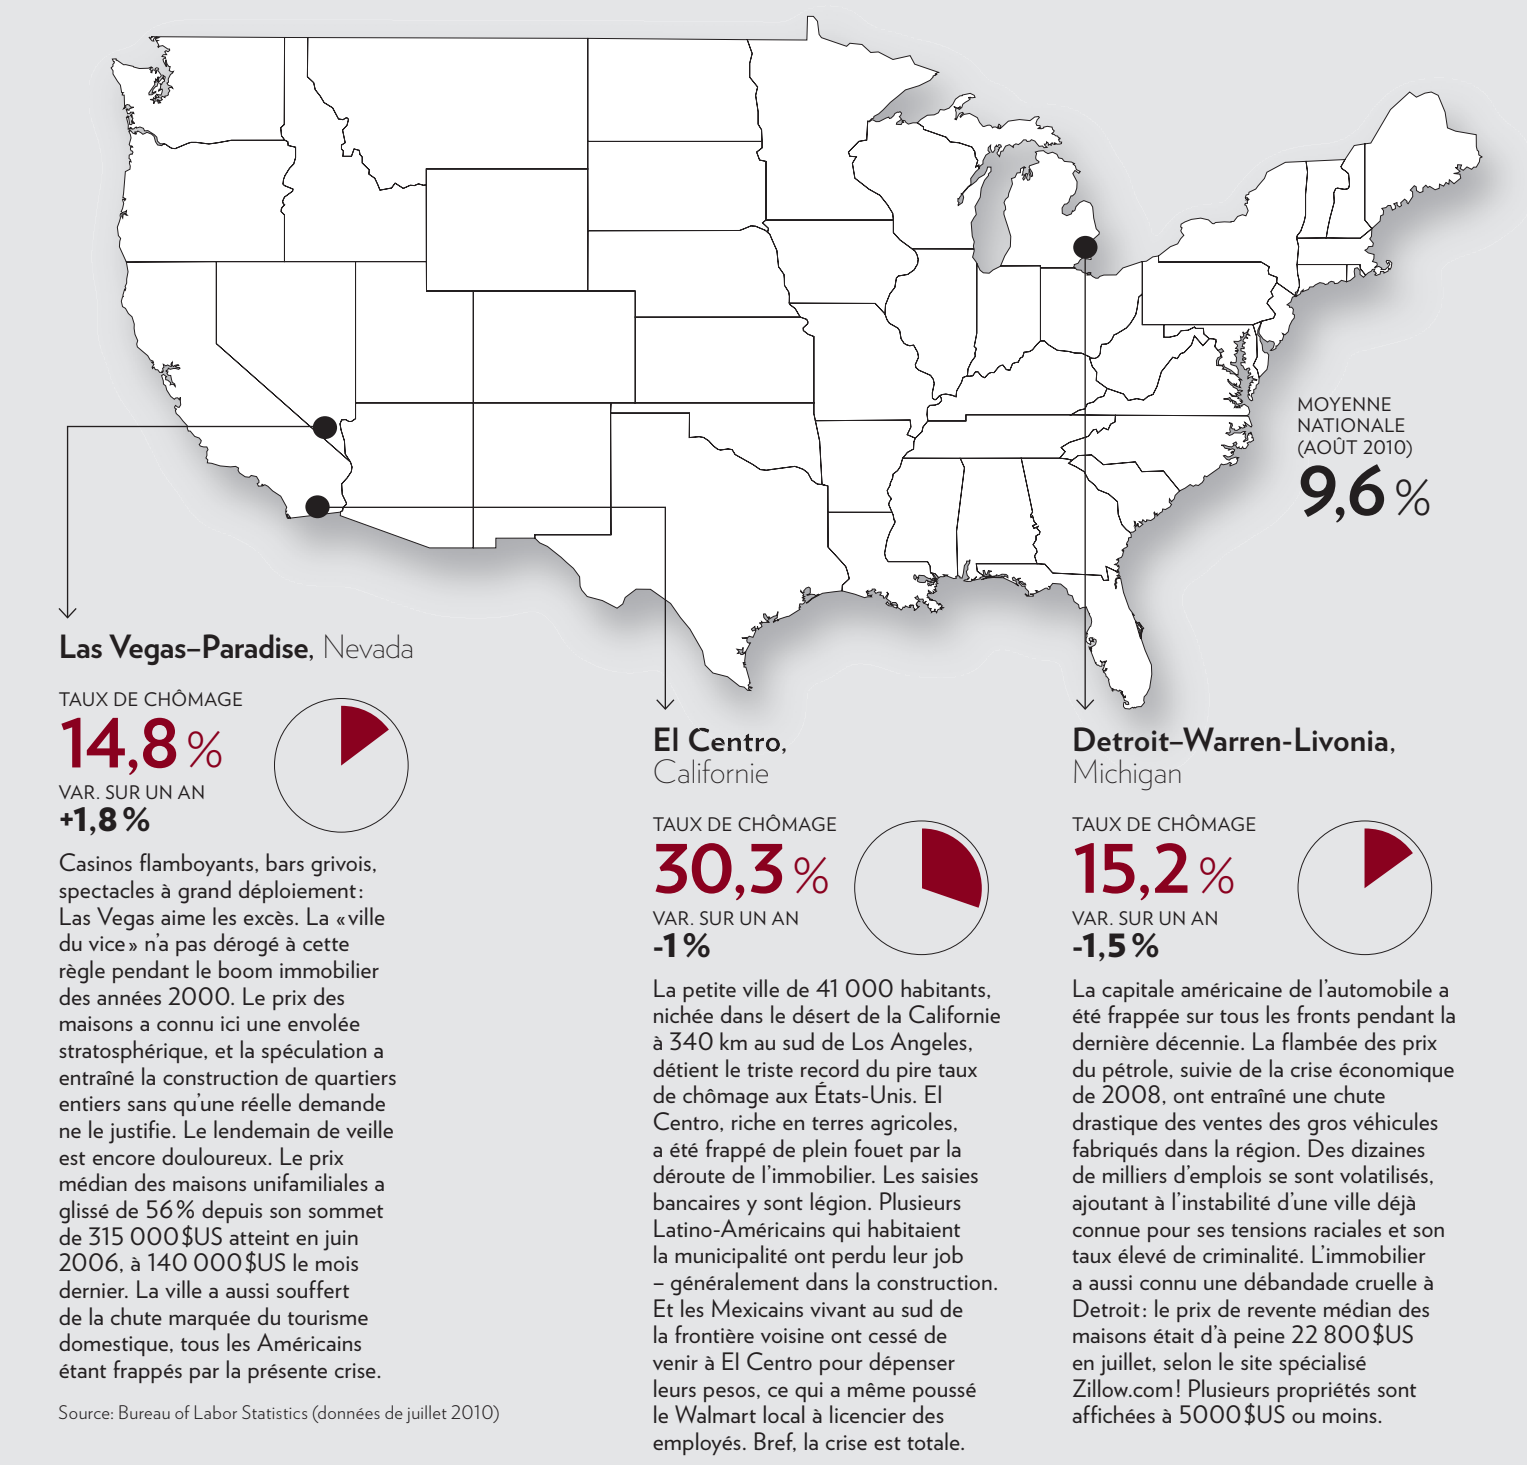 MOYENNE
NATIONALE
(AOÛT 2010)
9,6 %
Las Vegas–Paradise, Nevada
TAUX DE CHÔMAGE
14,8 %
VAR. SUR UN AN
+1,8 %
Casinos flamboyants, bars grivois,
spectacles à grand déploiement:
Las Vegas aime les excès. La «ville
du vice» n'a pas dérogé à cette
règle pendant le boom immobilier
des années 2000. Le prix des
maisons a connu ici une envolée
stratosphérique, et la spéculation a
entraîné la construction de quartiers
entiers sans qu'une réelle demande
ne le justifie. Le lendemain de veille
est encore douloureux. Le prix
médian des maisons unifamiliales a
glissé de 56% depuis son sommet
de 315 000$US atteint en juin
2006, à 140 000$US le mois
dernier. La ville a aussi souffert
de la chute marquée du tourisme
domestique, tous les Américains
étant frappés par la présente crise.
Source: Bureau of Labor Statistics (données de juillet 2010)
El Centro,
Californie
TAUX DE CHÔMAGE
30,3 %
VAR. SUR UN AN
-1 %
La petite ville de 41 000 habitants,
nichée dans le désert de la Californie
à 340 km au sud de Los Angeles,
détient le triste record du pire taux
de chômage aux États-Unis. El
Centro, riche en terres agricoles,
a été frappé de plein fouet par la
déroute de l'immobilier. Les saisies
bancaires y sont légion. Plusieurs
Latino-Américains qui habitaient
la municipalité ont perdu leur job
– généralement dans la construction.
Et les Mexicains vivant au sud de
la frontière voisine ont cessé de
venir à El Centro pour dépenser
leurs pesos, ce qui a même poussé
le Walmart local à licencier des
employés. Bref, la crise est totale.
Detroit–Warren-Livonia,
Michigan
TAUX DE CHÔMAGE
15,2 %
VAR. SUR UN AN
-1,5 %
La capitale américaine de l'automobile a
été frappée sur tous les fronts pendant la
dernière décennie. La flambée des prix
du pétrole, suivie de la crise économique
de 2008, ont entraîné une chute
drastique des ventes des gros véhicules
fabriqués dans la région. Des dizaines
de milliers d'emplois se sont volatilisés,
ajoutant à l'instabilité d'une ville déjà
connue pour ses tensions raciales et son
taux élevé de criminalité. L'immobilier
a aussi connu une débandade cruelle à
Detroit: le prix de revente médian des
maisons était d'à peine 22 800$US
en juillet, selon le site spécialisé
Zillow.com! Plusieurs propriétés sont
affichées à 5000$US ou moins.